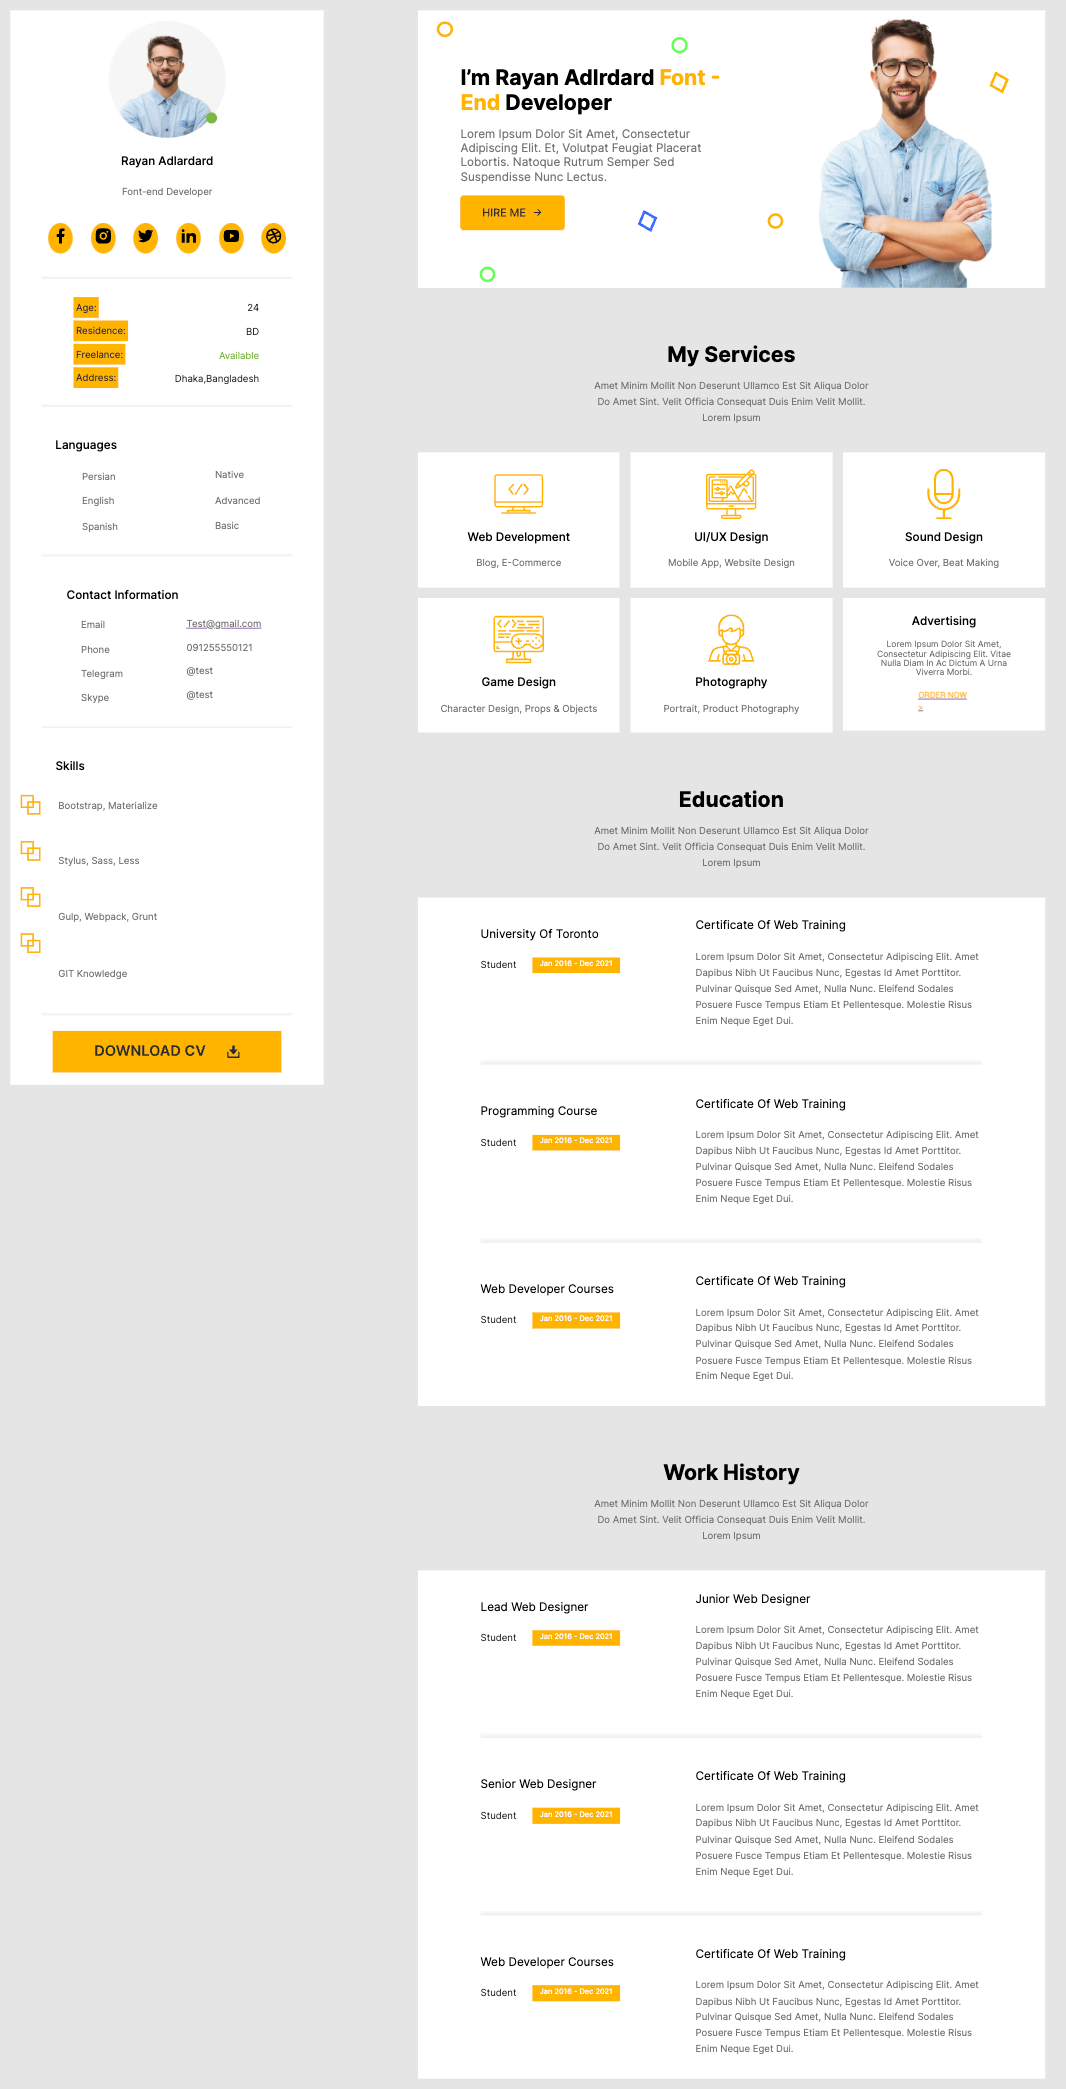 Rayan Adlardard
Font-end Developer
Age:
24
Residence:
BD
Freelance:
Available
Address:
Dhaka,Bangladesh
Languages
Persian
Native
English
Advanced
Spanish
Basic
Contact Information
Email
Test@gmail.com
Phone
091255550121
Telegram
@test
Skype
@test
Skills
Bootstrap, Materialize
Stylus, Sass, Less
Gulp, Webpack, Grunt
GIT Knowledge
DOWNLOAD CV
I'm Rayan Adlrdard Font -
End Developer
Lorem Ipsum Dolor Sit Amet, Consectetur
Adipiscing Elit. Et, Volutpat Feugiat Placerat
Lobortis. Natoque Rutrum Semper Sed
Suspendisse Nunc Lectus.
HIRE ME →
My Services
Amet Minim Mollit Non Deserunt Ullamco Est Sit Aliqua Dolor
Do Amet Sint. Velit Officia Consequat Duis Enim Velit Mollit.
Lorem Ipsum
Web Development
Blog, E-Commerce
UI/UX Design
Mobile App, Website Design
Sound Design
Voice Over, Beat Making
Game Design
Character Design, Props & Objects
Photography
Portrait, Product Photography
Advertising
Lorem Ipsum Dolor Sit Amet,
Consectetur Adipiscing Elit. Vitae
Nulla Diam In Ac Dictum A Urna
Viverra Morbi.
ORDER NOW
>
Education
Amet Minim Mollit Non Deserunt Ullamco Est Sit Aliqua Dolor
Do Amet Sint. Velit Officia Consequat Duis Enim Velit Mollit.
Lorem Ipsum
University Of Toronto
Student
Jan 2016 - Dec 2021
Certificate Of Web Training
Lorem Ipsum Dolor Sit Amet, Consectetur Adipiscing Elit. Amet
Dapibus Nibh Ut Faucibus Nunc, Egestas Id Amet Porttitor.
Pulvinar Quisque Sed Amet, Nulla Nunc. Eleifend Sodales
Posuere Fusce Tempus Etiam Et Pellentesque. Molestie Risus
Enim Neque Eget Dui.
Programming Course
Student
Jan 2016 - Dec 2021
Certificate Of Web Training
Lorem Ipsum Dolor Sit Amet, Consectetur Adipiscing Elit. Amet
Dapibus Nibh Ut Faucibus Nunc, Egestas Id Amet Porttitor.
Pulvinar Quisque Sed Amet, Nulla Nunc. Eleifend Sodales
Posuere Fusce Tempus Etiam Et Pellentesque. Molestie Risus
Enim Neque Eget Dui.
Web Developer Courses
Student
Jan 2016 - Dec 2021
Certificate Of Web Training
Lorem Ipsum Dolor Sit Amet, Consectetur Adipiscing Elit. Amet
Dapibus Nibh Ut Faucibus Nunc, Egestas Id Amet Porttitor.
Pulvinar Quisque Sed Amet, Nulla Nunc. Eleifend Sodales
Posuere Fusce Tempus Etiam Et Pellentesque. Molestie Risus
Enim Neque Eget Dui.
Work History
Amet Minim Mollit Non Deserunt Ullamco Est Sit Aliqua Dolor
Do Amet Sint. Velit Officia Consequat Duis Enim Velit Mollit.
Lorem Ipsum
Lead Web Designer
Student
Jan 2016 - Dec 2021
Junior Web Designer
Lorem Ipsum Dolor Sit Amet, Consectetur Adipiscing Elit. Amet
Dapibus Nibh Ut Faucibus Nunc, Egestas Id Amet Porttitor.
Pulvinar Quisque Sed Amet, Nulla Nunc. Eleifend Sodales
Posuere Fusce Tempus Etiam Et Pellentesque. Molestie Risus
Enim Neque Eget Dui.
Senior Web Designer
Student
Jan 2016 - Dec 2021
Certificate Of Web Training
Lorem Ipsum Dolor Sit Amet, Consectetur Adipiscing Elit. Amet
Dapibus Nibh Ut Faucibus Nunc, Egestas Id Amet Porttitor.
Pulvinar Quisque Sed Amet, Nulla Nunc. Eleifend Sodales
Posuere Fusce Tempus Etiam Et Pellentesque. Molestie Risus
Enim Neque Eget Dui.
Web Developer Courses
Student
Jan 2016 - Dec 2021
Certificate Of Web Training
Lorem Ipsum Dolor Sit Amet, Consectetur Adipiscing Elit. Amet
Dapibus Nibh Ut Faucibus Nunc, Egestas Id Amet Porttitor.
Pulvinar Quisque Sed Amet, Nulla Nunc. Eleifend Sodales
Posuere Fusce Tempus Etiam Et Pellentesque. Molestie Risus
Enim Neque Eget Dui.